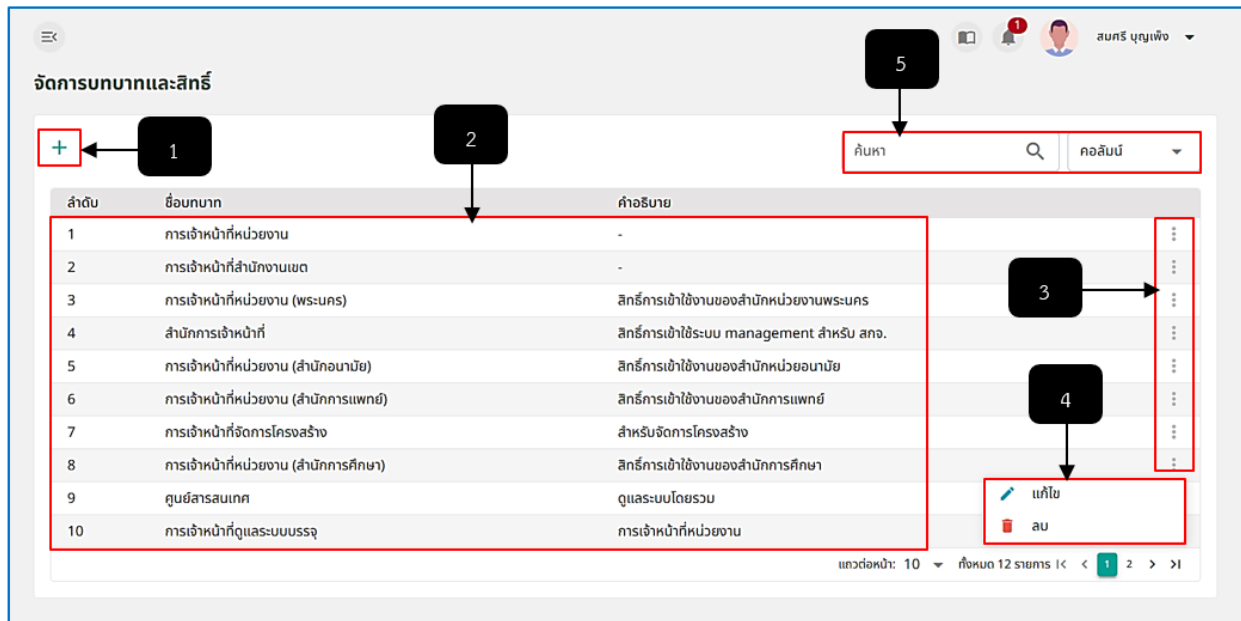 1
สมศรี บุญเพ็ง
5
จัดการบทบาทและสิทธิ์
1
2
ค้นหา
คอลัมน์
ลำดับ ชื่อบทบาท คำอธิบาย
1 การเจ้าหน้าที่หน่วยงาน -
2 การเจ้าหน้าที่สำนักงานเขต -
3 การเจ้าหน้าที่หน่วยงาน (พระนคร) สิทธิ์การเข้าใช้งานของสำนักหน่วยงานพระนคร
3
4 สำนักการเจ้าหน้าที่ สิทธิ์การเข้าใช้ระบบ management สำหรับ สกจ.
5 การเจ้าหน้าที่หน่วยงาน (สำนักอนามัย) สิทธิ์การเข้าใช้งานของสำนักหน่วยอนามัย
6 การเจ้าหน้าที่หน่วยงาน (สำนักการแพทย์) สิทธิ์การเข้าใช้งานของสำนักการแพทย์
4
7 การเจ้าหน้าที่จัดการโครงสร้าง สำหรับจัดการโครงสร้าง
8 การเจ้าหน้าที่หน่วยงาน (สำนักการศึกษา) สิทธิ์การเข้าใช้งานของสำนักการศึกษา
9 ศูนย์สารสนเทศ ดูแลระบบโดยรวม
แก้ไข
10 การเจ้าหน้าที่ดูแลระบบบรรจุ การเจ้าหน้าที่หน่วยงาน
ลบ
แถวต่อหน้า: 10 ทั้งหมด 12 รายการ |< < 1 2 > >|